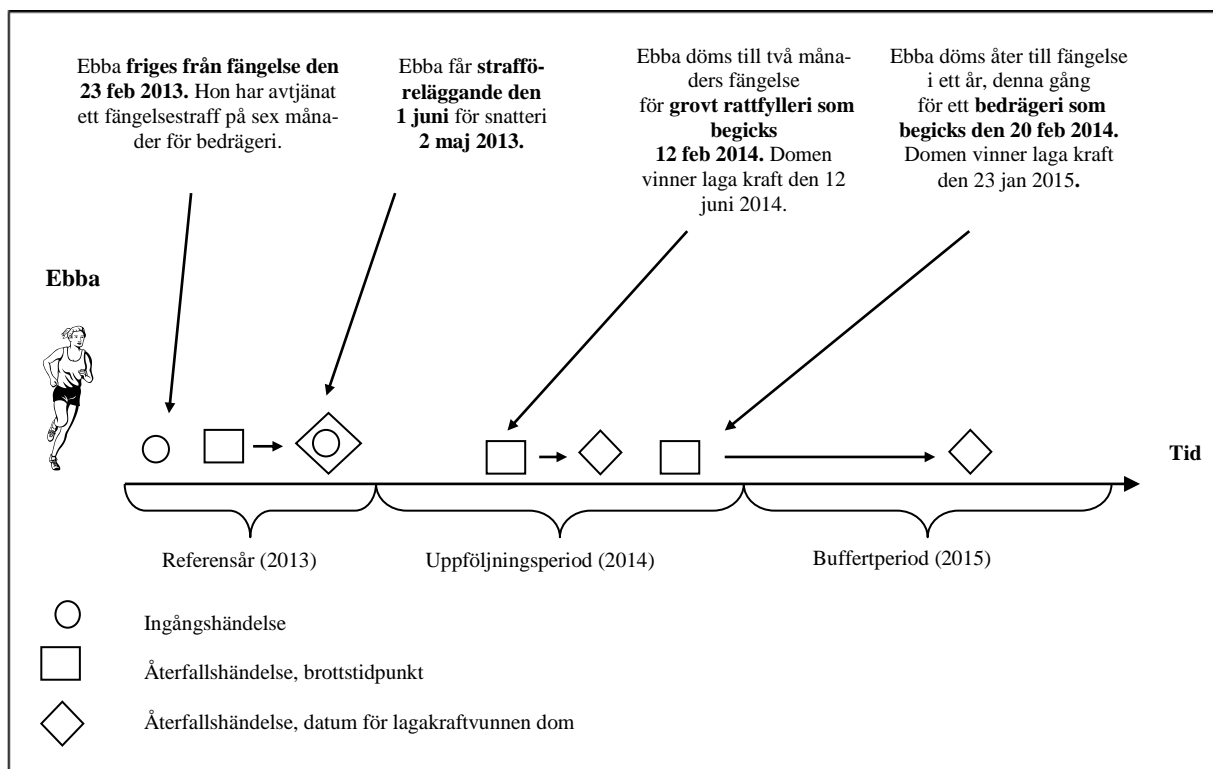 Ebba friges från fängelse den
23 feb 2013. Hon har avtjänat
ett fängelsestraff på sex måna-
der för bedrägeri.
Ebba får straffö-
reläggande den
1 juni för snatteri
2 maj 2013.
Ebba döms till två måna-
ders fängelse
för grovt rattfylleri som
begicks
12 feb 2014. Domen
vinner laga kraft den 12
juni 2014.
Ebba döms åter till fängelse
i ett år, denna gång
för ett bedrägeri som
begicks den 20 feb 2014.
Domen vinner laga kraft
den 23 jan 2015.
Ebba
Tid
Referensår (2013)
Uppföljningsperiod (2014)
Buffertperiod (2015)
Ingångshändelse
Återfallshändelse, brottstidpunkt
Återfallshändelse, datum för lagakraftvunnen dom